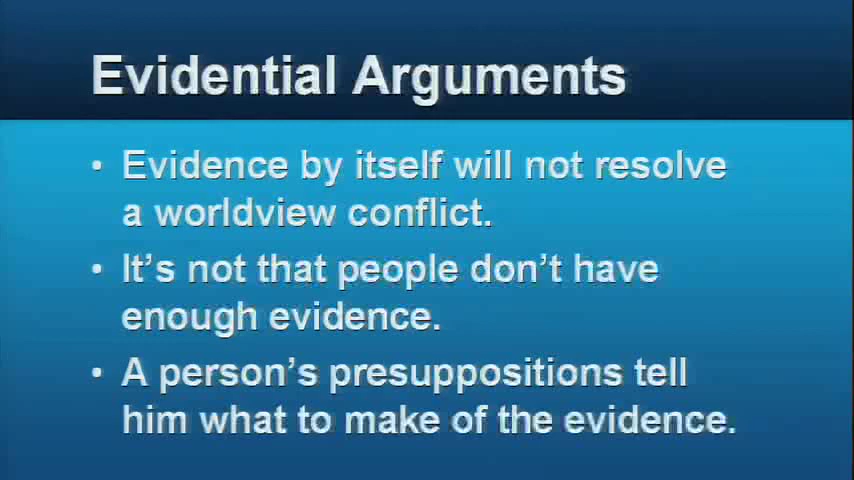 Evidential Arguments
• Evidence by itself will not resolve
a worldview conflict.
• It’s not that people don’t have
enough evidence.
• A person’s presuppositions tell
him what to make of the evidence.